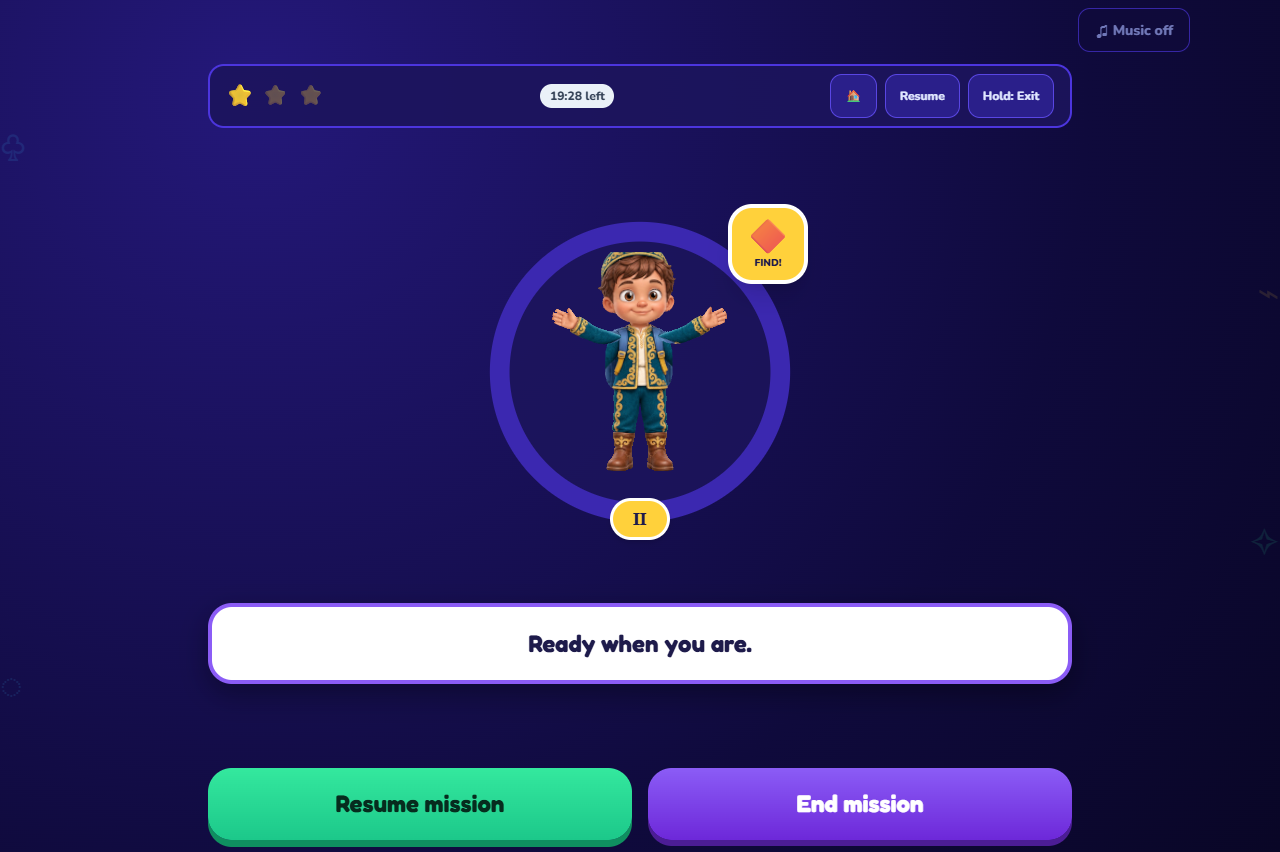 ♫ Music off
19:28 left
Resume
Hold: Exit
FIND!
II
Ready when you are.
Resume mission
End mission